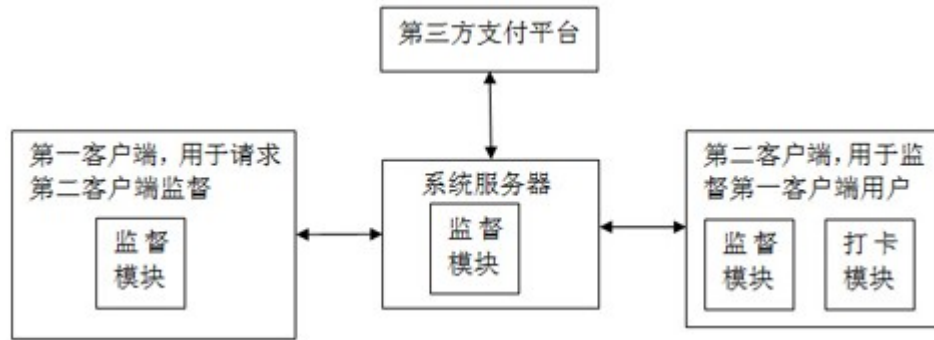 第三方支付平台
第一客户端，用于请求
第二客户端监督
监督
模块
系统服务器
监督
模块
第二客户端，用于监
督第一客户端用户
监督
模块
打卡
模块